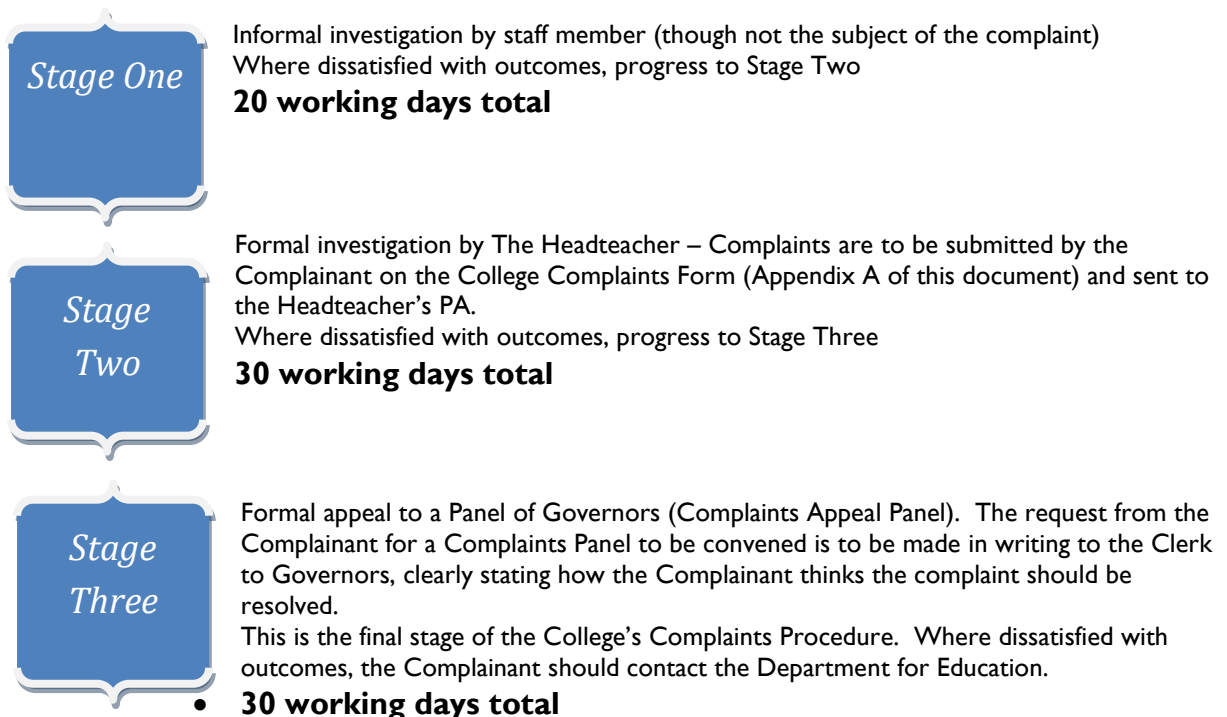 Stage One
Informal investigation by staff member (though not the subject of the complaint)
Where dissatisfied with outcomes, progress to Stage Two
20 working days total
Stage
Two
Formal investigation by The Headteacher – Complaints are to be submitted by the
Complainant on the College Complaints Form (Appendix A of this document) and sent to
the Headteacher’s PA.
Where dissatisfied with outcomes, progress to Stage Three
30 working days total
Stage
Three
Formal appeal to a Panel of Governors (Complaints Appeal Panel).  The request from the
Complainant for a Complaints Panel to be convened is to be made in writing to the Clerk
to Governors, clearly stating how the Complainant thinks the complaint should be
resolved.
This is the final stage of the College’s Complaints Procedure.  Where dissatisfied with
outcomes, the Complainant should contact the Department for Education.
• 30 working days total